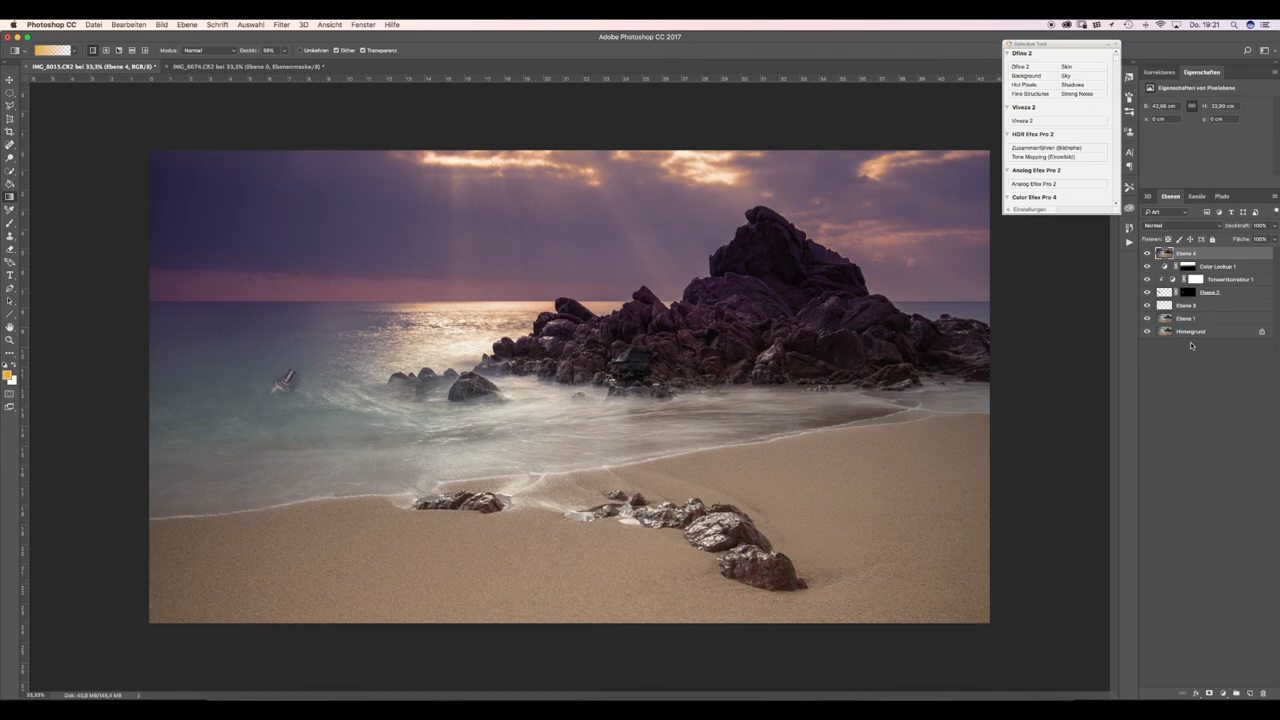 Photoshop CC Datei Bearbeiten Bild Ebene Schrift Auswahl Filter 3D Ansicht Fenster Hilfe Do. 19:21
Adobe Photoshop CC 2017
Modus: Normal Deckkr.: 99% Umkehren Dither Transparenz
IMG_8015.CR2 bei 33,3% (Ebene 4, RGB/8) *
IMG_8674.CR2 bei 33,3% (Ebene 0, Ebenenmaske/8) *
Selective Tool
Dfine 2
Dfine 2 Skin
Background Sky
Hot Pixels Shadows
Fine Structures Strong Noise
Viveza 2
Viveza 2
HDR Efex Pro 2
Zusammenführen (Bildreihe)
Tone Mapping (Einzelbild)
Analog Efex Pro 2
Analog Efex Pro 2
Color Efex Pro 4
Einstellungen
Korrekturen Eigenschaften
Eigenschaften von Pixelebene
B: 42,66 cm H: 23,99 cm
x: 0 cm y: 0 cm
3D Ebenen Kanäle Pfade
Art
Normal Deckkraft: 100%
Fixieren: Fläche: 100%
Ebene 4
Color Lookup 1
Tonwertkorrektur 1
Ebene 2
Ebene 3
Ebene 1
Hintergrund
33,33% Dok: 40,8 MB/145,4 MB